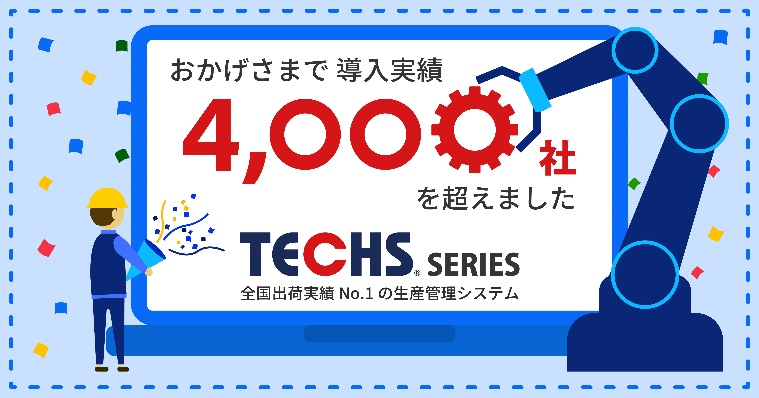 おかげさまで 導入実績
4,000社
を超えました
TECHS® SERIES
全国出荷実績 No.1 の生産管理システム